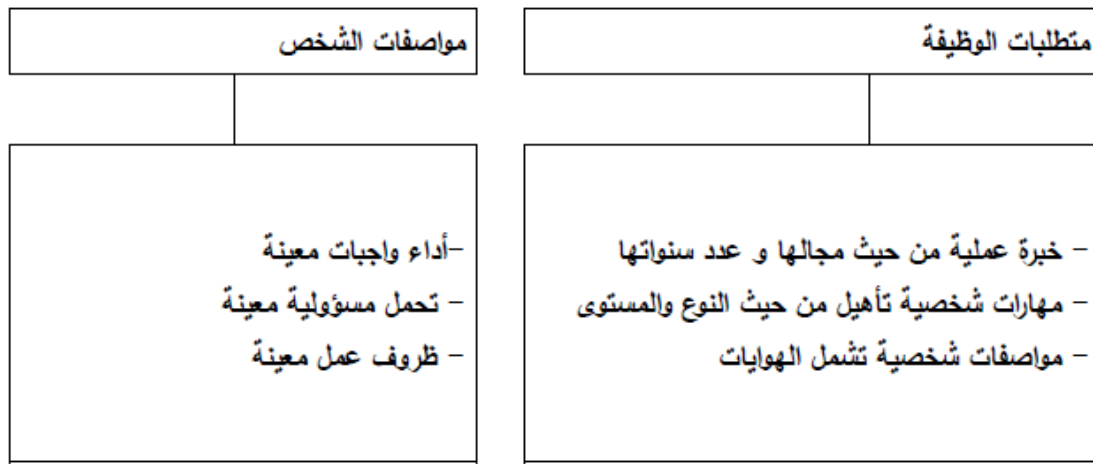 متطلبات الوظيفة
مواصفات الشخص
- خبرة عملية من حيث مجالها و عدد سنواتها
- مهارات شخصية تأهيل من حيث النوع والمستوى
- مواصفات شخصية تشمل الهوايات
-أداء واجبات معينة
- تحمل مسؤولية معينة
- ظروف عمل معينة